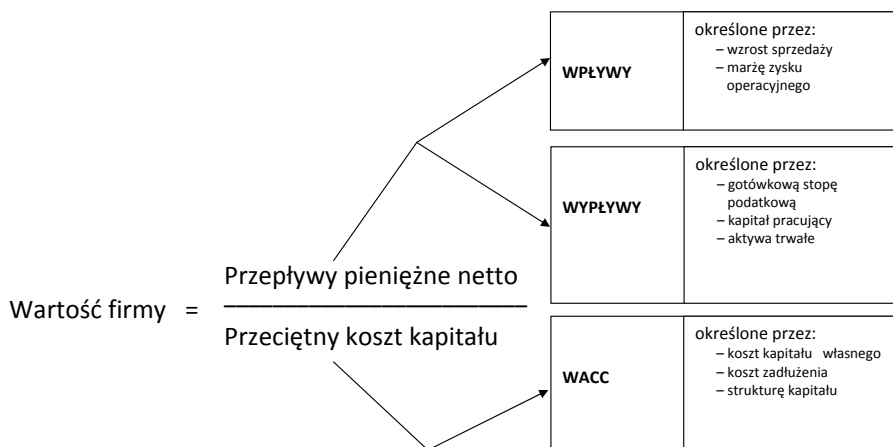 WPŁYWY
określone przez:
– wzrost sprzedaży
– marżę zysku
operacyjnego
WYPŁYWY
określone przez:
– gotówkową stopę
podatkową
– kapitał pracujący
– aktywa trwałe
Wartość firmy =
Przepływy pieniężne netto
Przeciętny koszt kapitału
WACC
określone przez:
– koszt kapitału własnego
– koszt zadłużenia
– strukturę kapitału